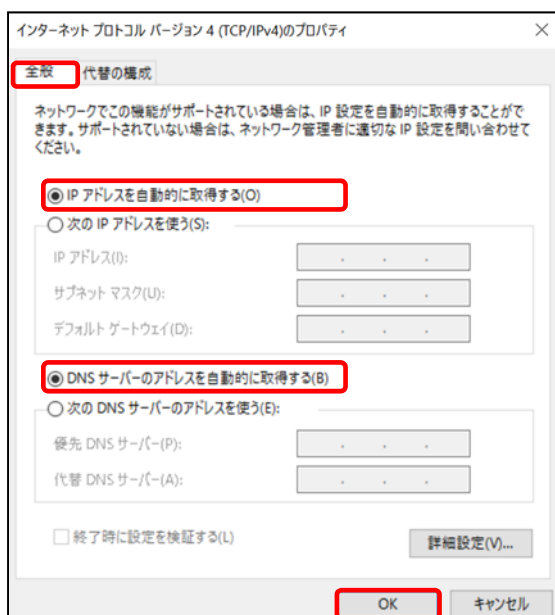 インターネット プロトコル バージョン 4 (TCP/IPv4)のプロパティ
全般 代替の構成
ネットワークでこの機能がサポートされている場合は、IP 設定を自動的に取得することがで
きます。サポートされていない場合は、ネットワーク管理者に適切な IP 設定を問い合わせて
ください。
IP アドレスを自動的に取得する(O)
次の IP アドレスを使う(S):
IP アドレス(I):
サブネット マスク(U):
デフォルト ゲートウェイ(D):
DNS サーバーのアドレスを自動的に取得する(B)
次の DNS サーバーのアドレスを使う(E):
優先 DNS サーバー(P):
代替 DNS サーバー(A):
終了時に設定を検証する(L)
詳細設定(V)...
OK キャンセル